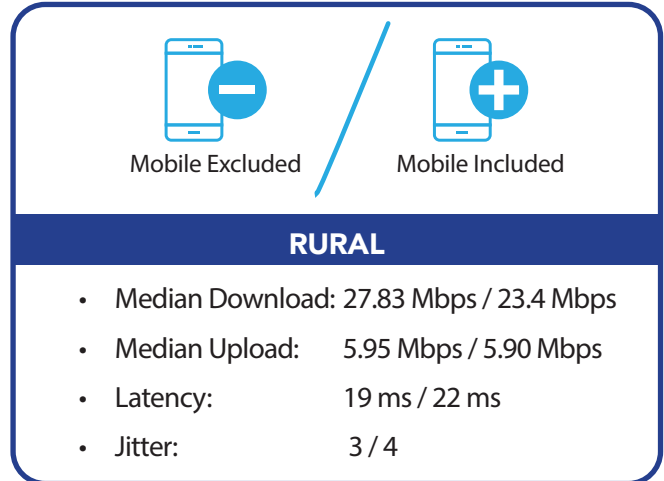 Mobile Excluded / Mobile Included
RURAL
• Median Download: 27.83 Mbps / 23.4 Mbps
• Median Upload: 5.95 Mbps / 5.90 Mbps
• Latency: 19 ms / 22 ms
• Jitter: 3 / 4